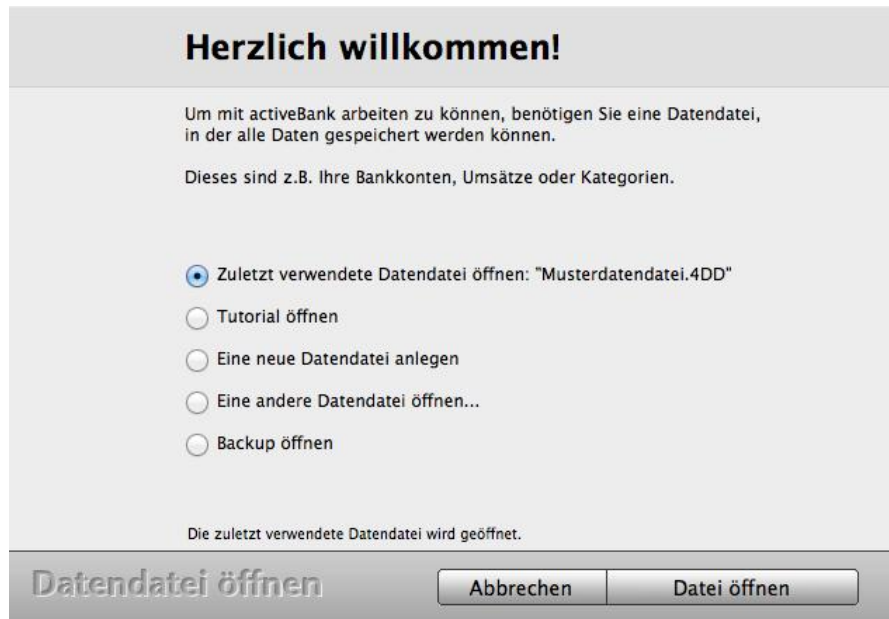 Herzlich willkommen!
Um mit activeBank arbeiten zu können, benötigen Sie eine Datendatei,
in der alle Daten gespeichert werden können.
Dieses sind z.B. Ihre Bankkonten, Umsätze oder Kategorien.
Zuletzt verwendete Datendatei öffnen: "Musterdatendatei.4DD"
Tutorial öffnen
Eine neue Datendatei anlegen
Eine andere Datendatei öffnen...
Backup öffnen
Die zuletzt verwendete Datendatei wird geöffnet.
Datendatei öffnen
Abbrechen
Datei öffnen